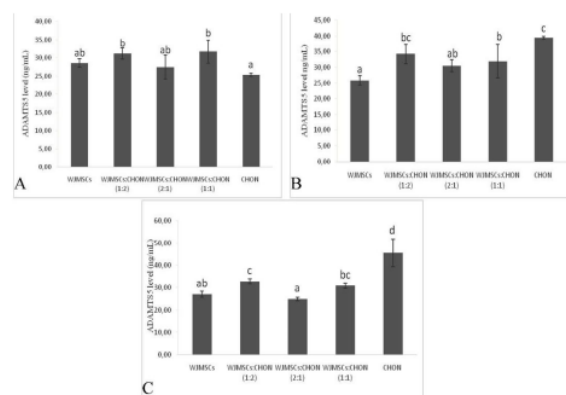 40,00
35,00
30,00
25,00
20,00
15,00
10,00
5,00
0,00
ADAMTS5 level (ng/mL)
ab
b
ab
b
a
WJMSCs
WJMSCs:CHON
(1:2)
WJMSCs:CHON
(2:1)
WJMSCs:CHON
(1:1)
CHON
A
45,00
40,00
35,00
30,00
25,00
20,00
15,00
10,00
5,00
0,00
ADAMTS5 level (ng/mL)
a
bc
ab
b
c
WJMSCs
WJMSCs:CHON
(1:2)
WJMSCs:CHON
(2:1)
WJMSCs:CHON
(1:1)
CHON
B
60,00
50,00
40,00
30,00
20,00
10,00
0,00
ADAMTS5 level (ng/mL)
ab
c
a
bc
d
WJMSCs
WJMSCs:CHON
(1:2)
WJMSCs:CHON
(2:1)
WJMSCs:CHON
(1:1)
CHON
C